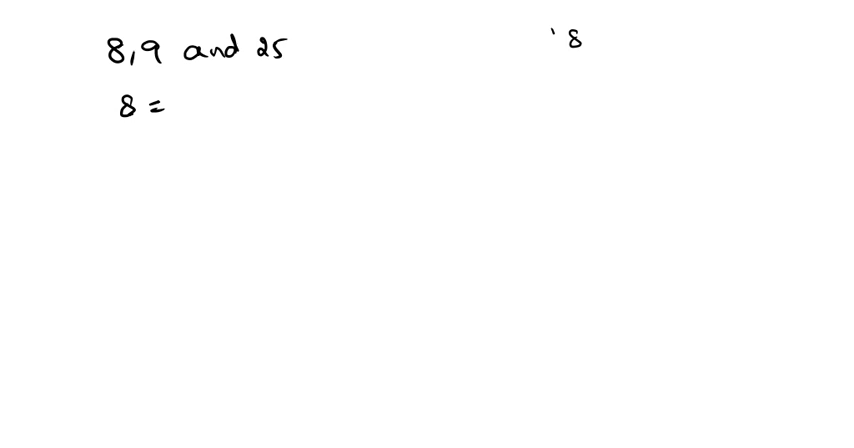 8,9 and 25
8 =
' 8